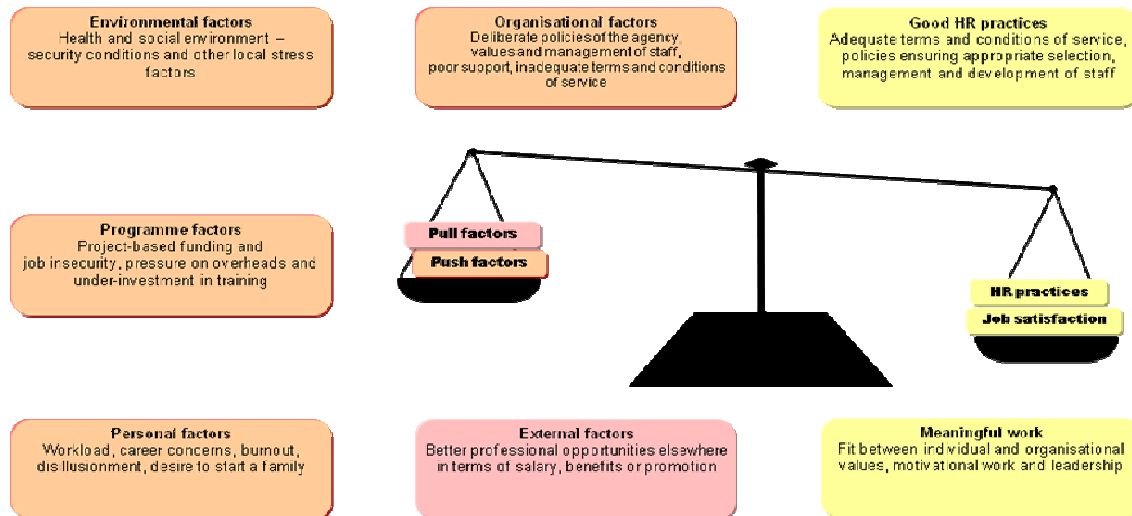 Environmental factors
Health and social environment –
security conditions and other local stress
factors
Organisational factors
Deliberate policies of the agency,
values and management of staff,
poor support, inadequate terms and conditions
of service
Good HR practices
Adequate terms and conditions of service,
policies ensuring appropriate selection,
management and development of staff
Programme factors
Project-based funding and
job insecurity, pressure on overheads and
under-investment in training
Pull factors
Push factors
HR practices
Job satisfaction
Personal factors
Workload, career concerns, burnout,
disillusionment, desire to start a family
External factors
Better professional opportunities elsewhere
in terms of salary, benefits or promotion
Meaningful work
Fit between individual and organisational
values, motivational work and leadership